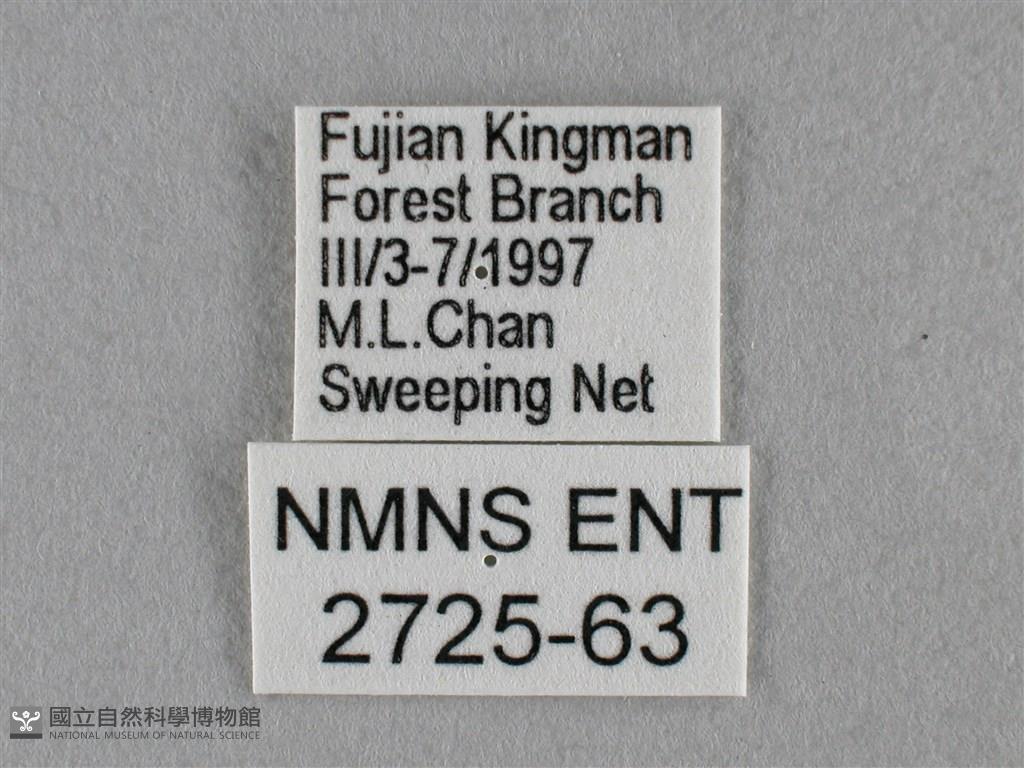 Fujian Kingman
Forest Branch
III/3-7/1997
M.L.Chan
Sweeping Net
NMNS ENT
2725-63
國立自然科學博物館
NATIONAL MUSEUM OF NATURAL SCIENCE